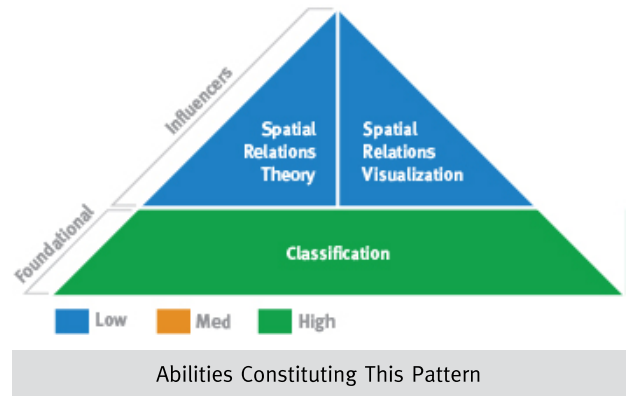 Influencers
Spatial
Relations
Theory
Spatial
Relations
Visualization
Foundational
Classification
Low
Med
High
Abilities Constituting This Pattern